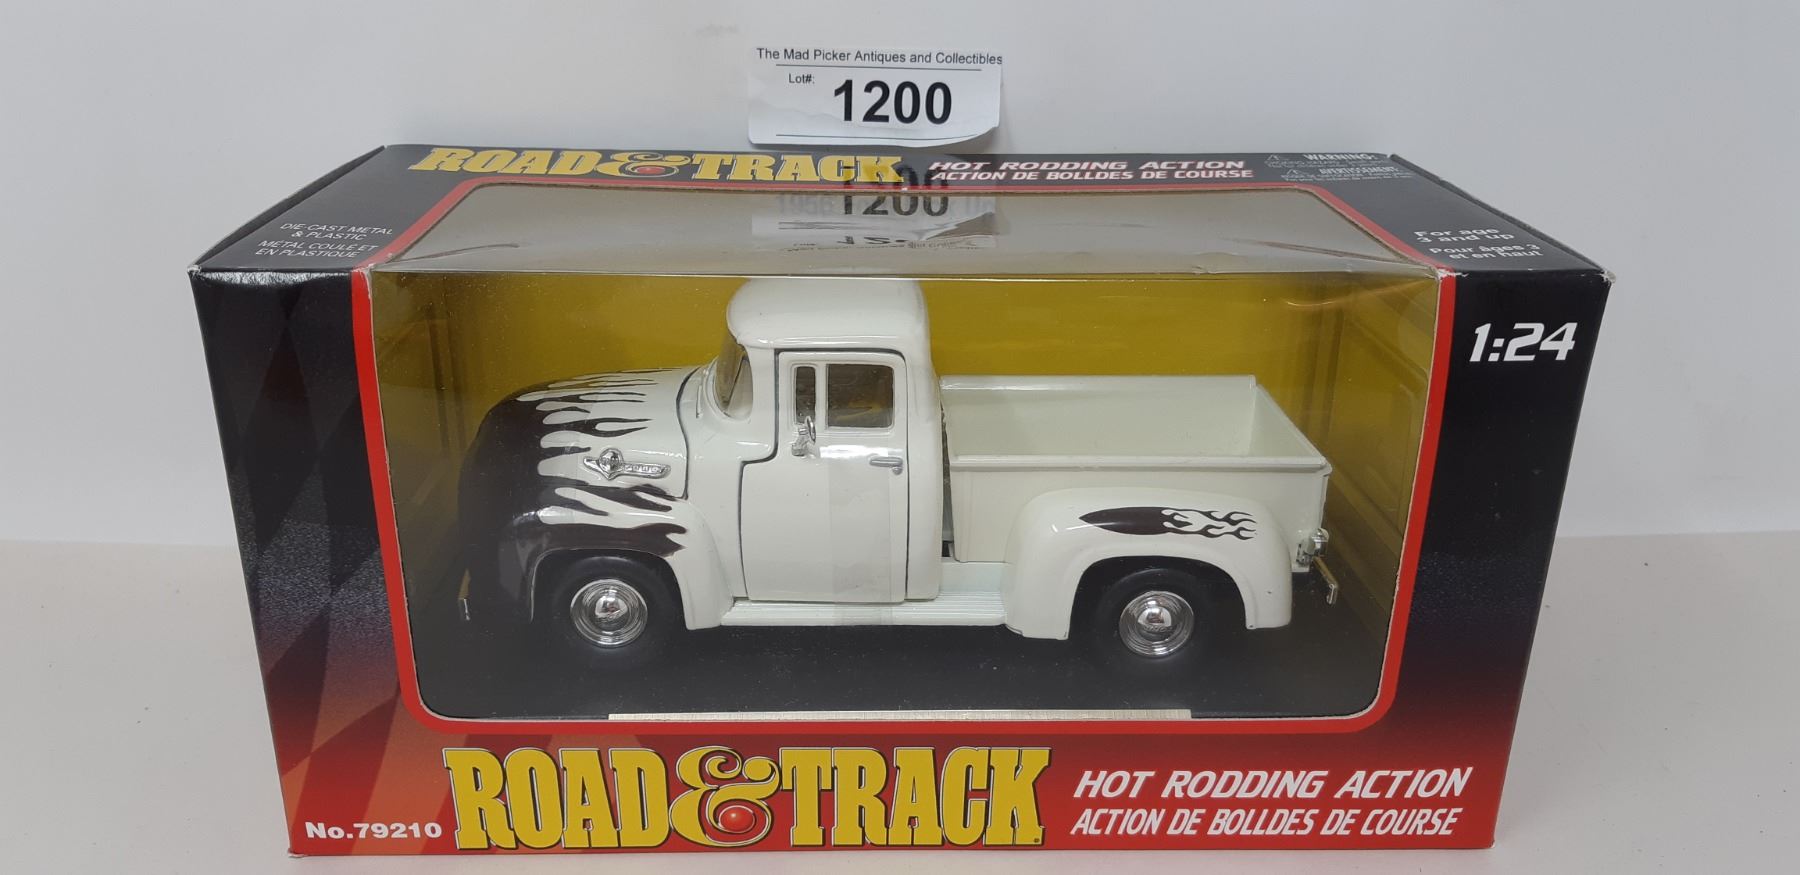 The Mad Picker Antiques and Collectibles
Lot#:
1200
ROAD & TRACK
HOT RODDING ACTION
ACTION DE BOLLDES DE COURSE
WARNING:
AVERTISSEMENT
DIE-CAST METAL
& PLASTIC
METAL COULE ET
EN PLASTIQUE
1200
For age
3 and up
Pour âges 3
et en haut
1:24
No.79210
ROAD & TRACK
HOT RODDING ACTION
ACTION DE BOLLDES DE COURSE